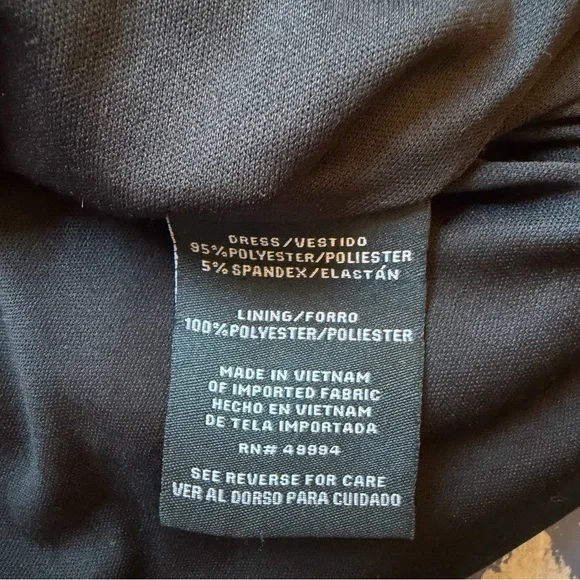 DRESS/VESTIDO
95%POLYESTER/POLIESTER
5% SPANDEX/ELASTÁN
LINING/FORRO
100%POLYESTER/POLIESTER
MADE IN VIETNAM
OF IMPORTED FABRIC
HECHO EN VIETNAM
DE TELA IMPORTADA
RN# 49994
SEE REVERSE FOR CARE
VER AL DORSO PARA CUIDADO